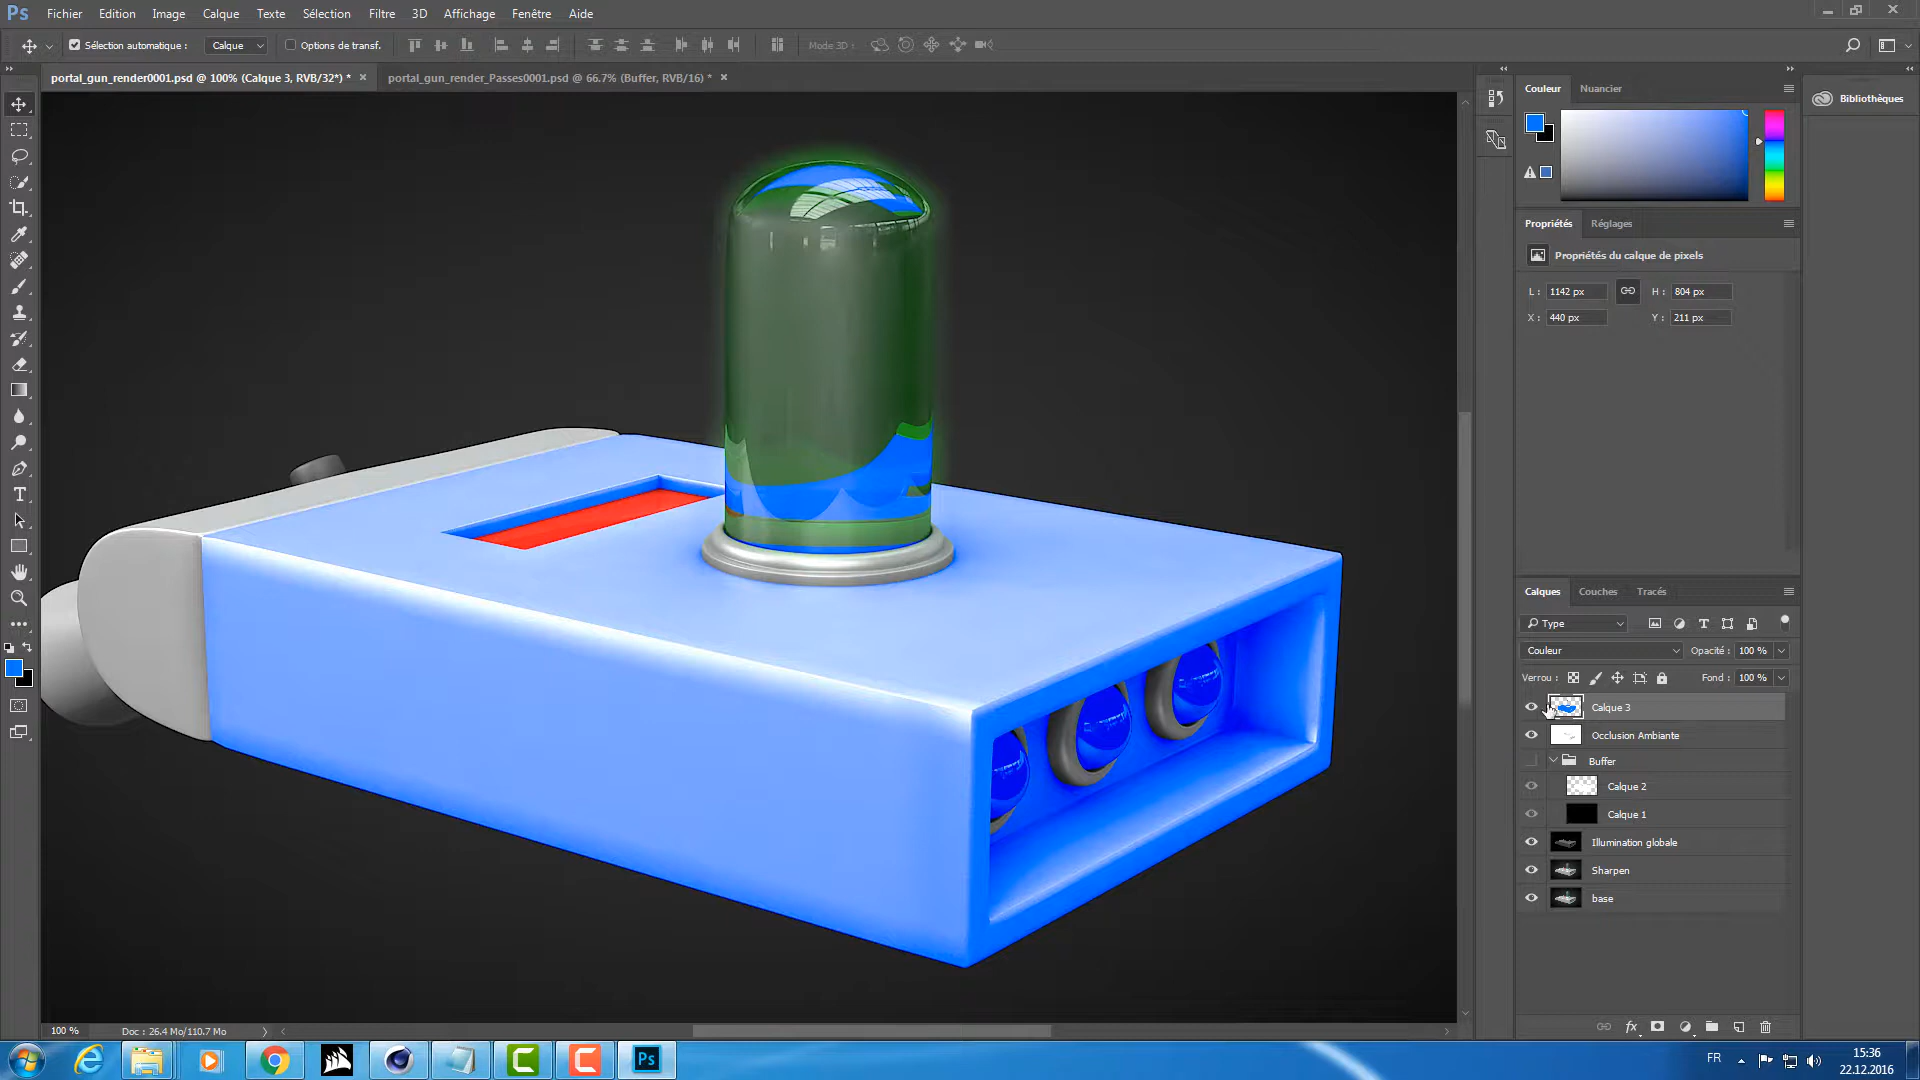 Ps Fichier Edition Image Calque Texte Sélection Filtre 3D Affichage Fenêtre Aide
Sélection automatique : Calque Options de transf. Mode 3D :
portal_gun_render0001.psd @ 100% (Calque 3, RVB/32*) * × portal_gun_render_Passes0001.psd @ 66.7% (Buffer, RVB/16) * ×
Couleur Nuancier
Bibliothèques
Propriétés Réglages
Propriétés du calque de pixels
L : 1142 px H : 804 px
X : 440 px Y : 211 px
Calques Couches Tracés
Type
Couleur Opacité : 100 %
Verrou : Fond : 100 %
Calque 3
Occlusion Ambiante
Buffer
Calque 2
Calque 1
Illumination globale
Sharpen
base
fx
100 % Doc : 26.4 Mo/110.7 Mo
Ps
FR
15:36
22.12.2016